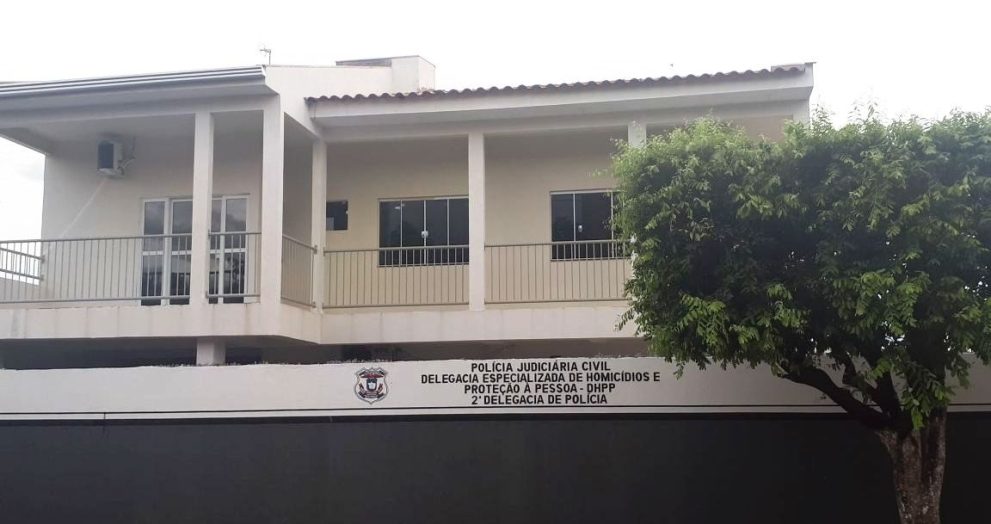 POLÍCIA JUDICIÁRIA CIVIL
DELEGACIA ESPECIALIZADA DE HOMICÍDIOS E
PROTEÇÃO À PESSOA - DHPP
2ª DELEGACIA DE POLÍCIA